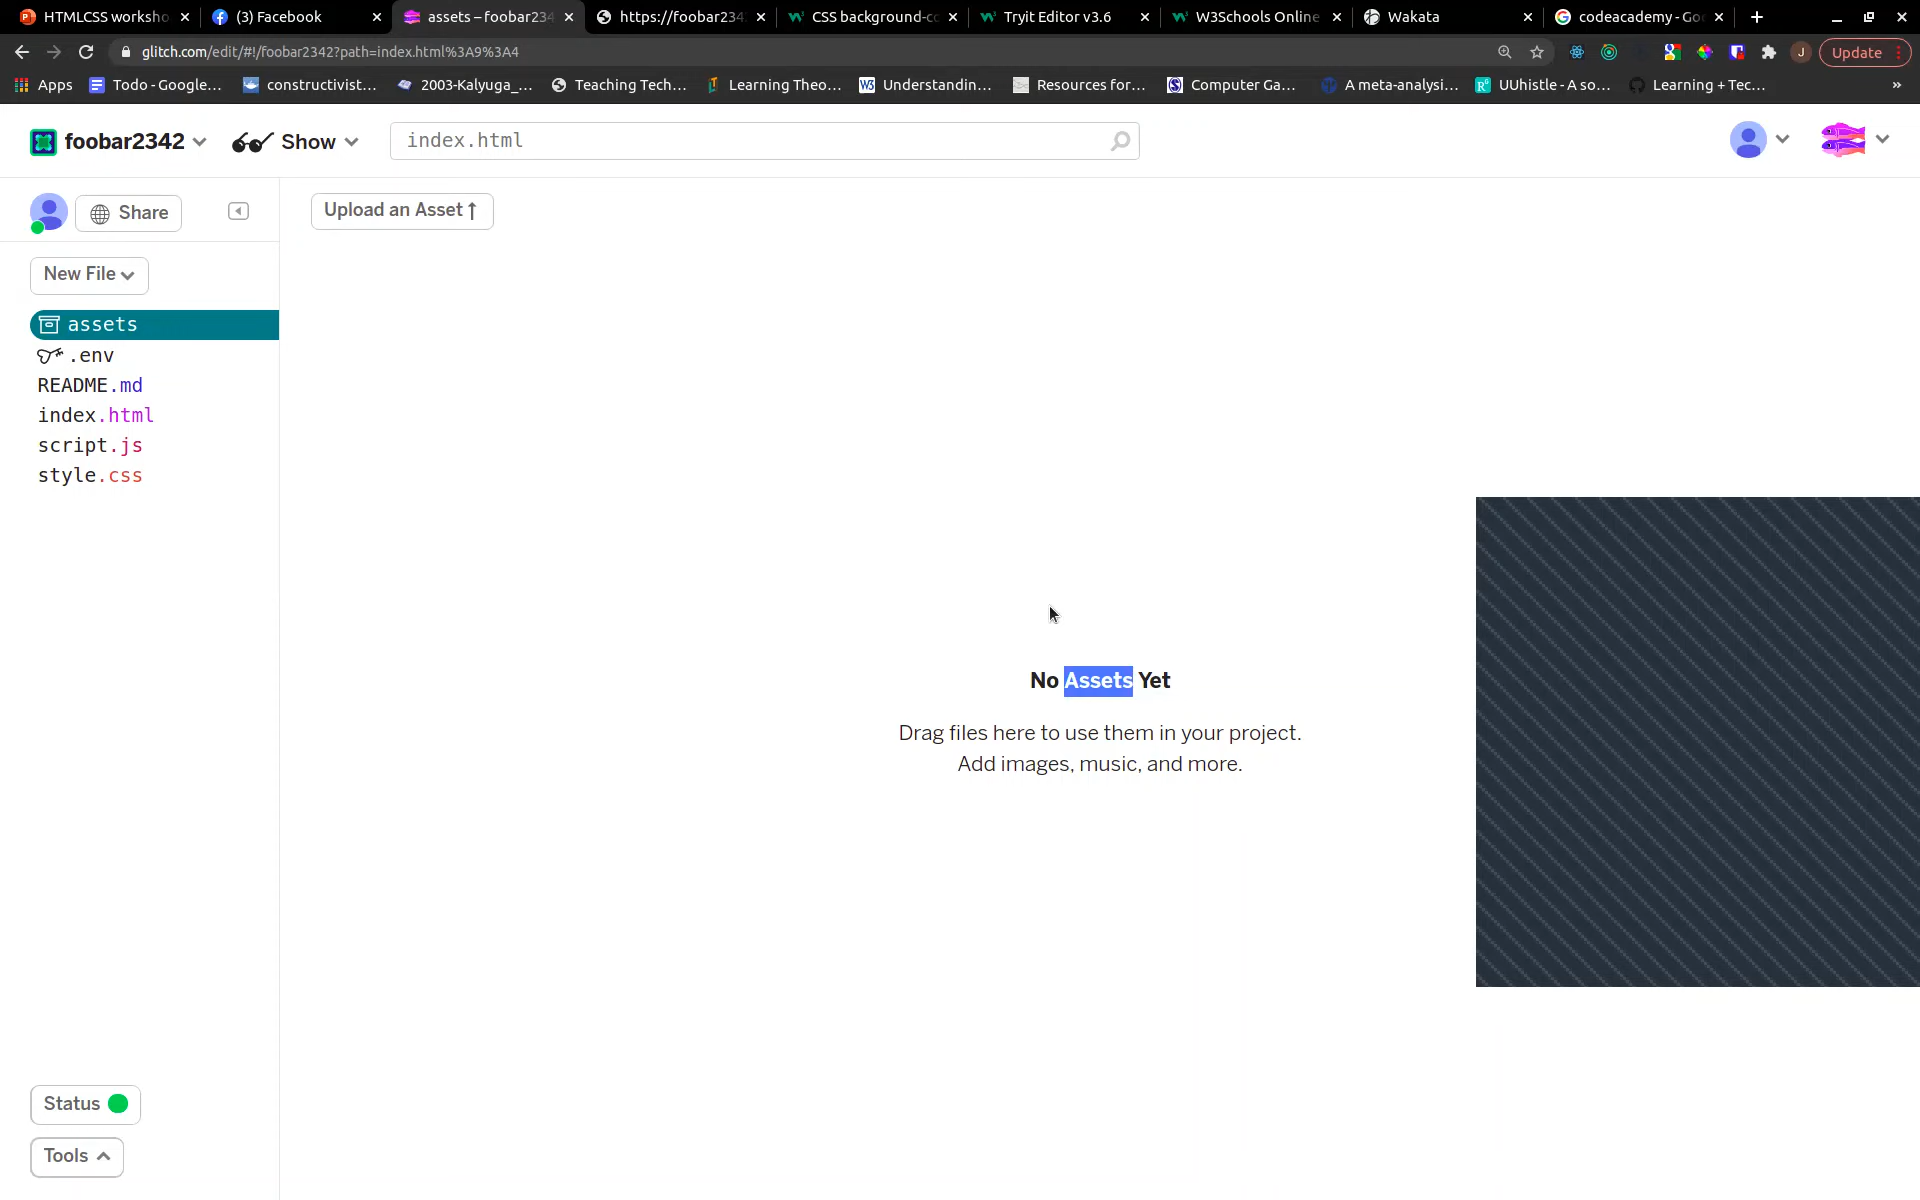 HTMLCSS worksho
(3) Facebook
assets – foobar234
https://foobar234
CSS background-co
Tryit Editor v3.6
W3Schools Online
Wakata
codeacademy - Goo
glitch.com/edit/#!/foobar2342?path=index.html%3A9%3A4
J
Update
Apps
Todo - Google...
constructivist...
2003-Kalyuga_...
Teaching Tech...
Learning Theo...
Understandin...
Resources for...
Computer Ga...
A meta-analysi...
UUhistle - A so...
Learning + Tec...
»
foobar2342
Show
index.html
Share
Upload an Asset ↑
New File
assets
.env
README.md
index.html
script.js
style.css
No Assets Yet
Drag files here to use them in your project.
Add images, music, and more.
Status
Tools